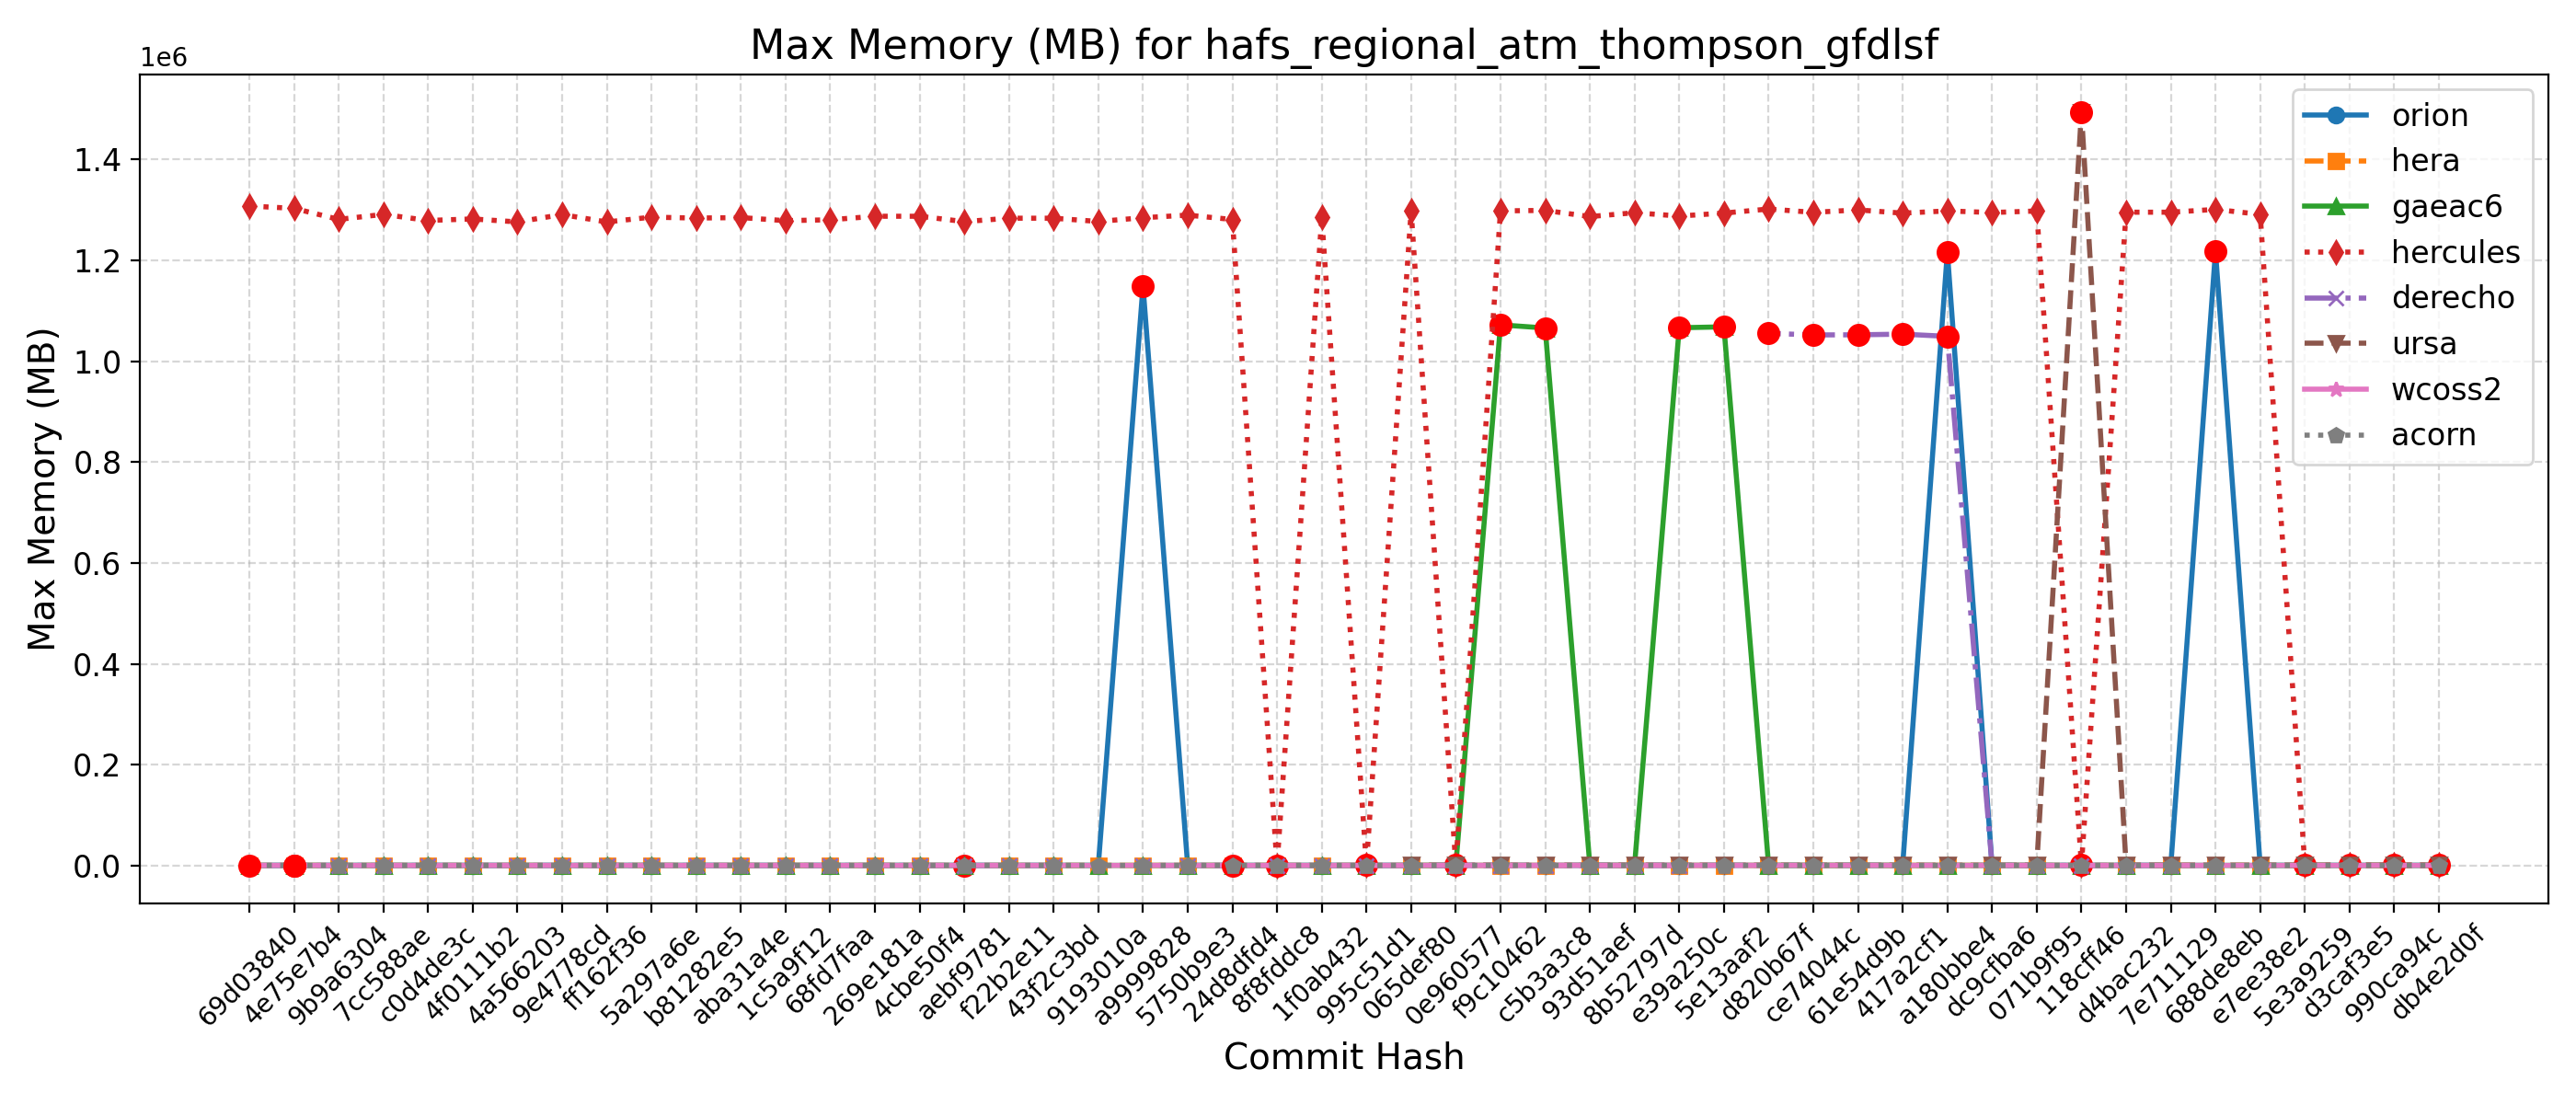 Max Memory (MB) for hafs_regional_atm_thompson_gfdlsf
1e6
Max Memory (MB)
1.4
1.2
1.0
0.8
0.6
0.4
0.2
0.0
orion
hera
gaeac6
hercules
derecho
ursa
wcoss2
acorn
69d03840
4e75e7b4
9b9a6304
7cc588ae
c0d4de3c
4f0111b2
4a566203
9e4778cd
ff162f36
5a297a6e
b81282e5
aba31a4e
1c5a9f12
68fd7faa
269e181a
4cbe50f4
aebf9781
f22b2e11
43f2c3bd
9193010a
a9999828
5750b9e3
24d8dfd4
8f8fddc8
1f0ab432
995c51d1
065def80
0e960577
f9c10462
c5b3a3c8
93d51aef
8b52797d
e39a250c
5e13aaf2
d820b67f
ce74044c
61e54d9b
417a2cf1
a180bbe4
dc9cfba6
071b9f95
118cff46
d4bac232
7e711129
688de8eb
e7ee38e2
5e3a9259
d3caf3e5
990ca94c
db4e2d0f
Commit Hash